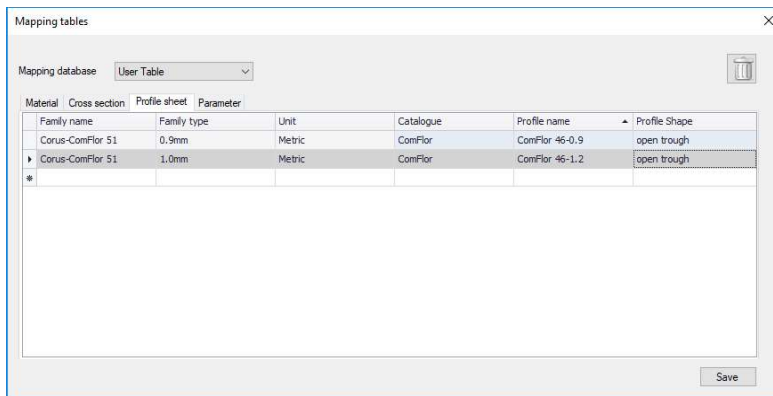 Mapping tables
Mapping database User Table
Material Cross section Profile sheet Parameter
Family name Family type Unit Catalogue Profile name Profile Shape
Corus-ComFlor 51 0.9mm Metric ComFlor ComFlor 46-0.9 open trough
Corus-ComFlor 51 1.0mm Metric ComFlor ComFlor 46-1.2 open trough
Save